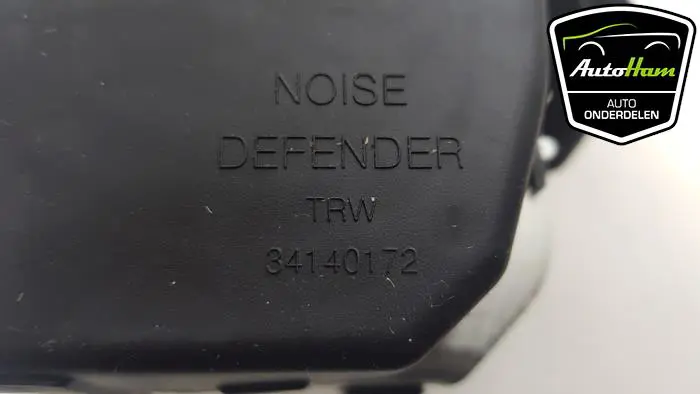 NOISE
DEFENDER
TRW
34140172
AutoHam
AUTO
ONDERDELEN